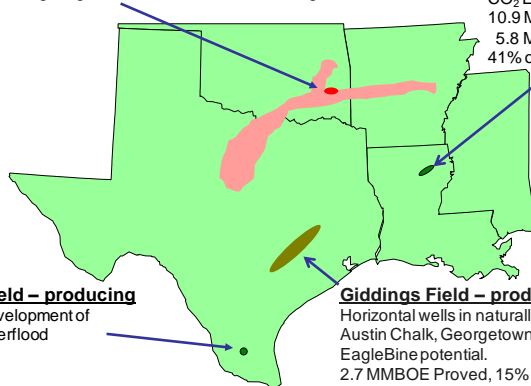 CO₂ E
10.9 M
5.8 M
41% o
eld – producing
velopment of
erflood
Giddings Field – prod
Horizontal wells in naturall
Austin Chalk, Georgetown
EagleBine potential.
2.7 MMBOE Proved, 15%